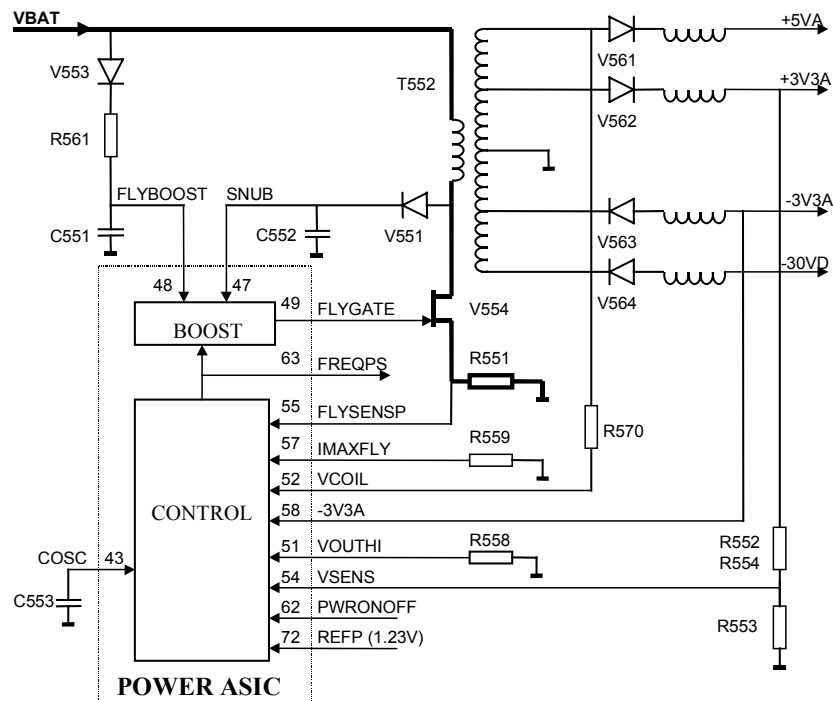 VBAT
+5VA
V553
V561
T552
+3V3A
R561
V562
FLYBOOST
SNUB
-3V3A
C551
C552
V551
V563
-30VD
48
47
49
FLYGATE
V554
V564
BOOST
63
FREQPS
R551
55
FLYSENSP
57
IMAXFLY
R559
R570
52
VCOIL
CONTROL
58
-3V3A
COSC
43
51
VOUTHI
R558
R552
R554
54
VSENS
C553
62
PWRONOFF
R553
72
REFP (1.23V)
POWER ASIC